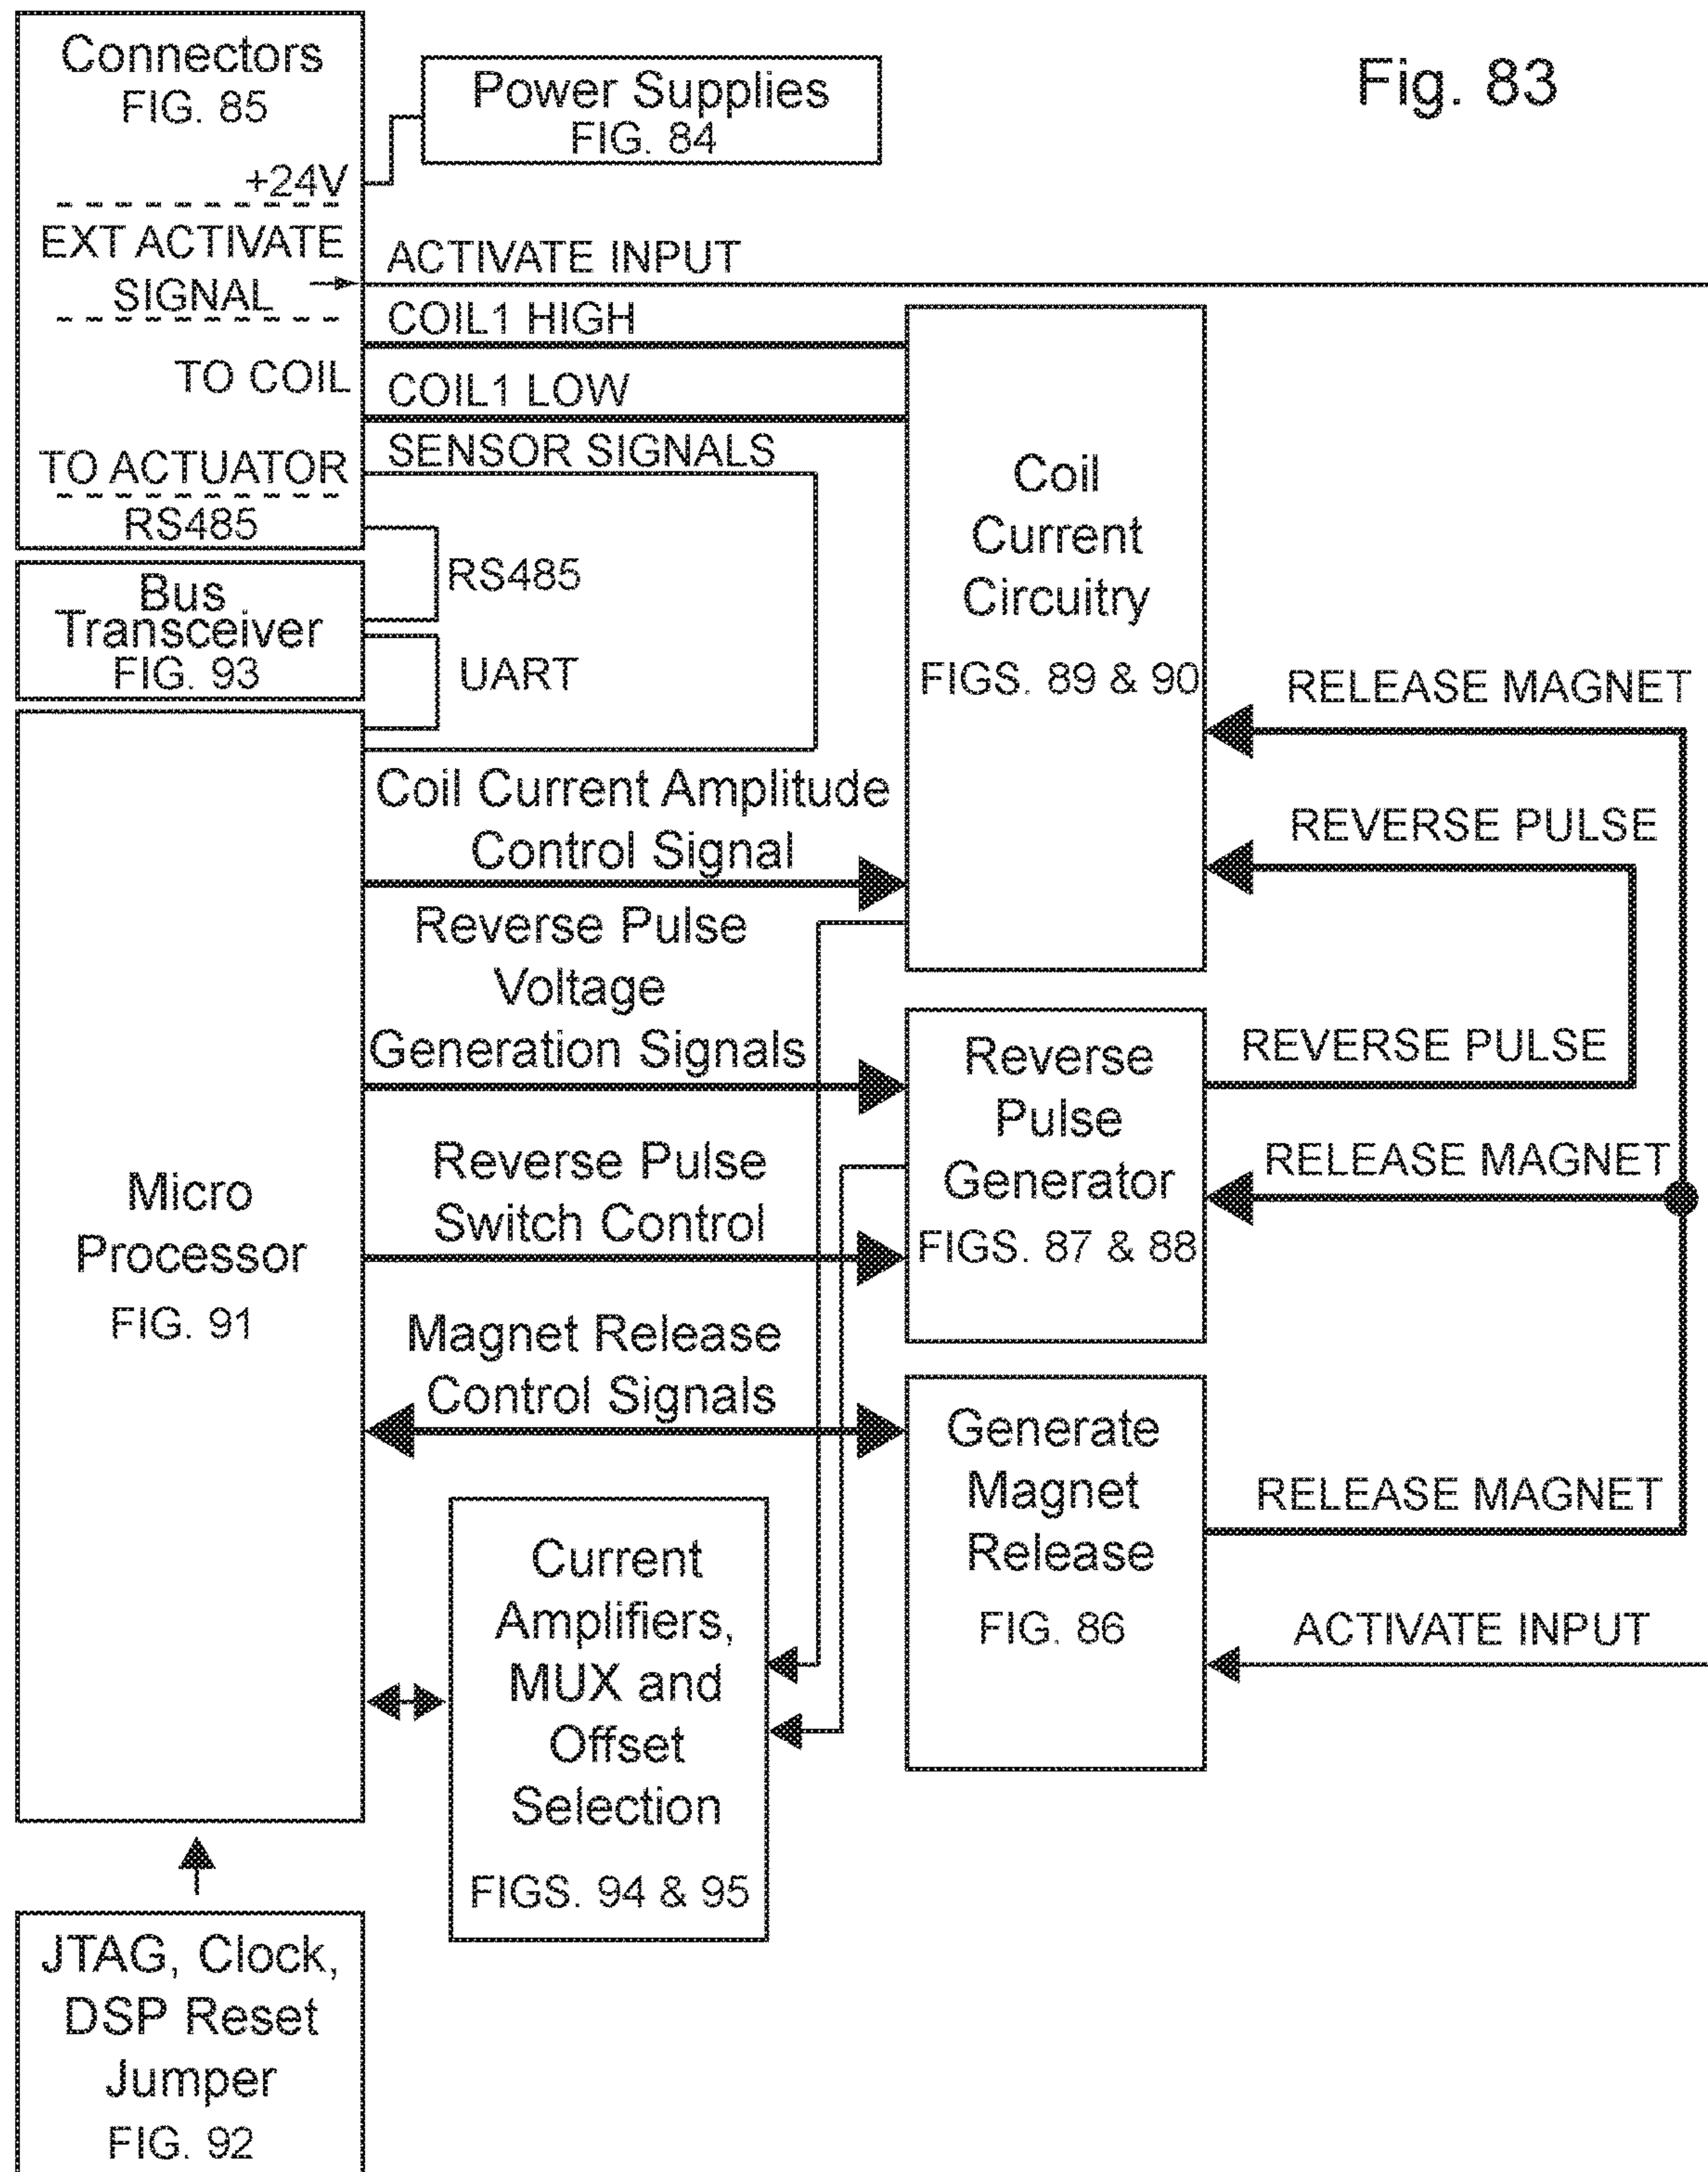 Fig. 83
Connectors
FIG. 85
+24V
EXT ACTIVATE
SIGNAL
TO COIL
TO ACTUATOR
RS485
Power Supplies
FIG. 84
ACTIVATE INPUT
COIL1 HIGH
COIL1 LOW
SENSOR SIGNALS
RS485
UART
Bus
Transceiver
FIG. 93
Coil
Current
Circuitry
FIGS. 89 & 90
RELEASE MAGNET
REVERSE PULSE
Coil Current Amplitude
Control Signal
Reverse Pulse
Voltage
Generation Signals
Reverse Pulse
Switch Control
Magnet Release
Control Signals
Micro
Processor
FIG. 91
Reverse
Pulse
Generator
FIGS. 87 & 88
REVERSE PULSE
RELEASE MAGNET
Generate
Magnet
Release
FIG. 86
RELEASE MAGNET
ACTIVATE INPUT
Current
Amplifiers,
MUX and
Offset
Selection
FIGS. 94 & 95
JTAG, Clock,
DSP Reset
Jumper
FIG. 92